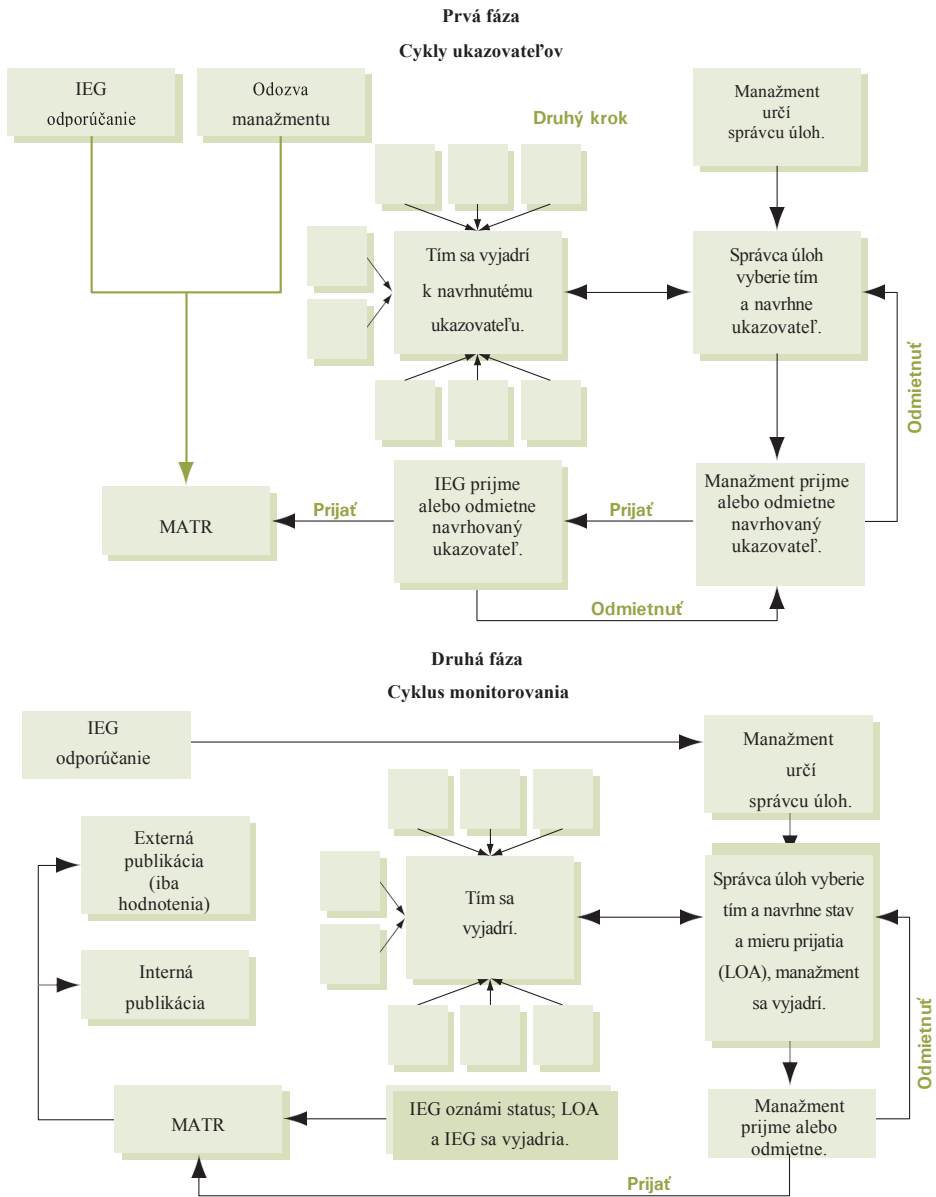 Prvá fáza
Cykly ukazovateľov
IEG
odporúčanie
Odozva
manažmentu
Druhý krok
Manažment
určí
správcu úloh.
Tím sa vyjadrí
k navrhnutému
ukazovateľu.
Správca úloh
vyberie tím
a navrhne
ukazovateľ.
Odmietnuť
MATR
Prijať
IEG prijme
alebo odmietne
navrhovaný
ukazovateľ.
Prijať
Manažment prijme
alebo odmietne
navrhovaný
ukazovateľ.
Odmietnuť
Druhá fáza
Cyklus monitorovania
IEG
odporúčanie
Manažment
určí
správcu úloh.
Externá
publikácia
(iba
hodnotenia)
Tím sa
vyjadrí.
Správca úloh vyberie
tím a navrhne stav
a mieru prijatia
(LOA), manažment
sa vyjadrí.
Interná
publikácia
Odmietnuť
MATR
IEG oznámi status; LOA
a IEG sa vyjadria.
Manažment
prijme alebo
odmietne.
Prijať